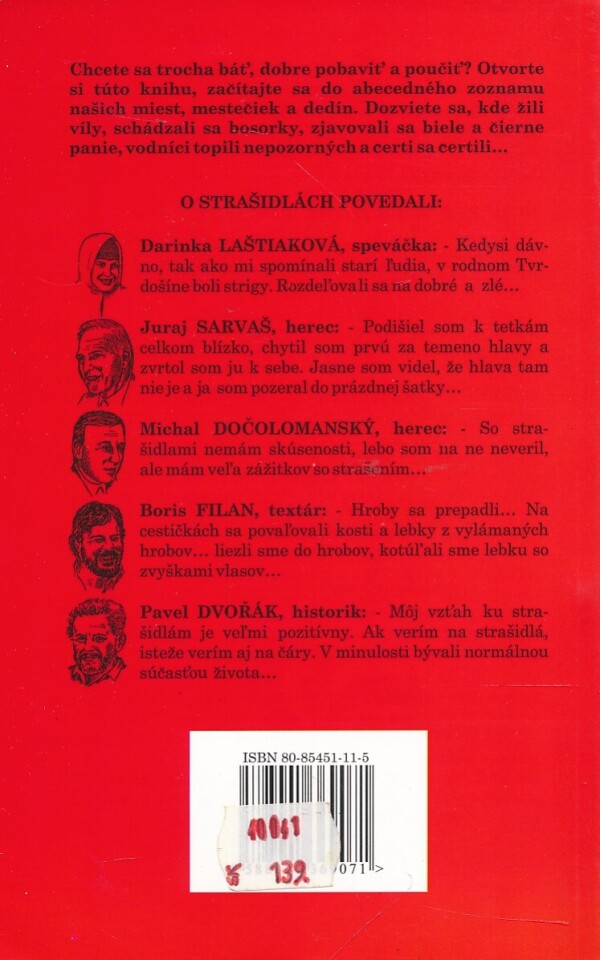 Chcete sa trocha báť, dobre pobaviť a poučiť? Otvorte
si túto knihu, začítajte sa do abecedného zoznamu
našich miest, mestečiek a dedín. Dozviete sa, kde žili
víly, schádzali sa bosorky, zjavovali sa biele a čierne
panie, vodníci topili nepozorných a certi sa certili...
O STRAŠIDLÁCH POVEDALI:
Darinka LAŠTIAKOVÁ, speváčka: - Kedysi dáv-
no, tak ako mi spomínali starí ľudia, v rodnom Tvr-
došíne boli strigy. Rozdeľovali sa na dobré a zlé...
Juraj SARVAŠ, herec: - Podišiel som k tetkám
celkom blízko, chytil som prvú za temeno hlavy a
zvrtol som ju k sebe. Jasne som videl, že hlava tam
nie je a ja som pozeral do prázdnej šatky...
Michal DOČOLOMANSKÝ, herec: - So stra-
šidlami nemám skúsenosti, lebo som na ne neveril,
ale mám veľa zážitkov so strašením...
Boris FILAN, textár: - Hroby sa prepadli... Na
cestičkách sa povaľovali kosti a lebky z vylámaných
hrobov... liezli sme do hrobov, kotúľali sme lebku so
zvyškami vlasov...
Pavel DVOŘÁK, historik: - Môj vzťah ku stra-
šidlám je veľmi pozitívny. Ak verím na strašidlá,
isteže verím aj na čáry. V minulosti bývali normálnou
súčasťou života...
ISBN 80-85451-11-5
10041
139.
9071 >